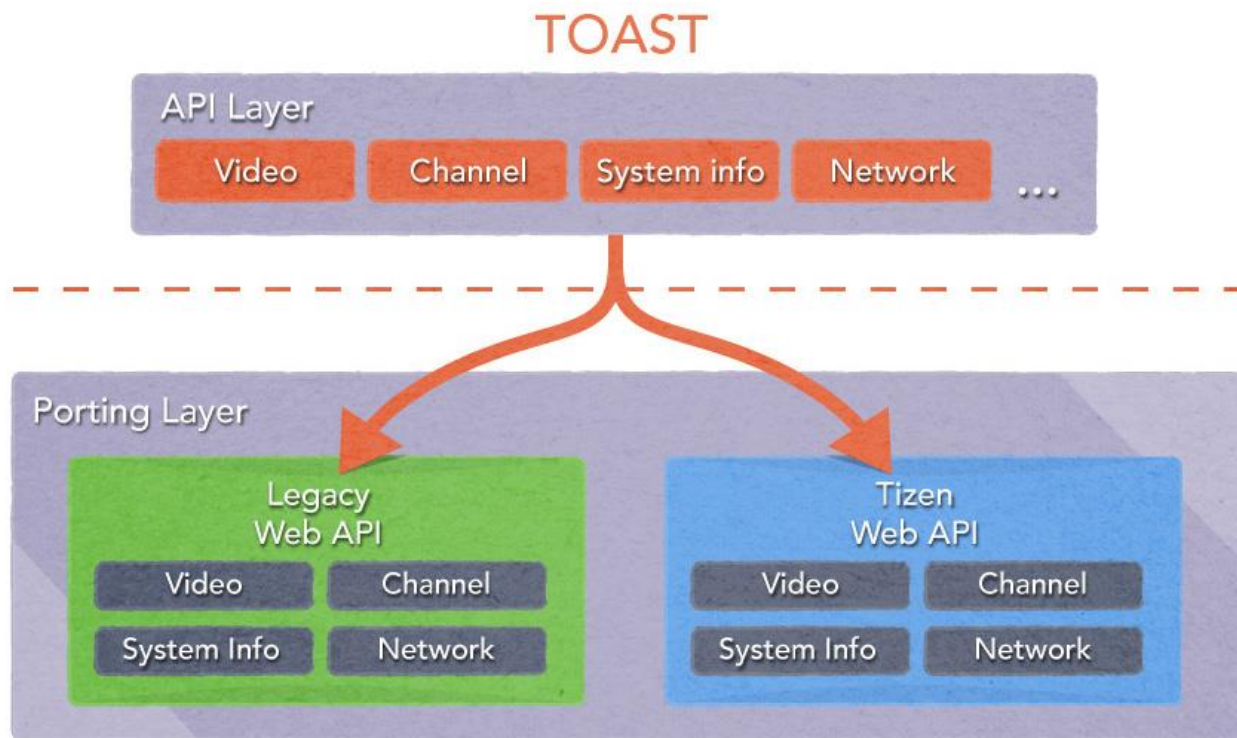 TOAST
API Layer
Video
Channel
System info
Network
...
Porting Layer
Legacy
Web API
Video
Channel
System Info
Network
Tizen
Web API
Video
Channel
System Info
Network